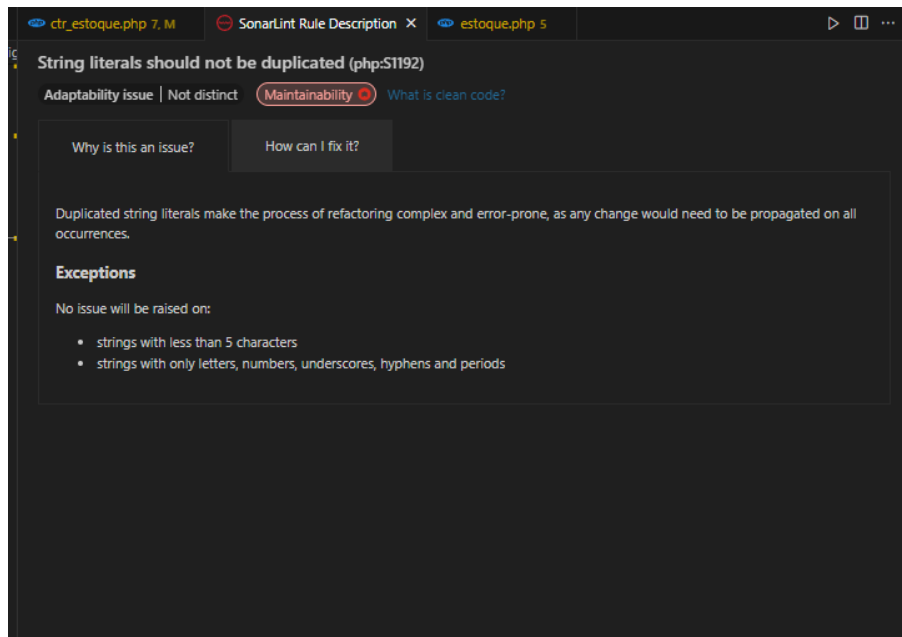 ctr_estoque.php 7, M SonarLint Rule Description estoque.php 5
String literals should not be duplicated (php:S1192)
Adaptability issue | Not distinct Maintainability What is clean code?
Why is this an issue? How can I fix it?
Duplicated string literals make the process of refactoring complex and error-prone, as any change would need to be propagated on all
occurrences.
Exceptions
No issue will be raised on:
• strings with less than 5 characters
• strings with only letters, numbers, underscores, hyphens and periods